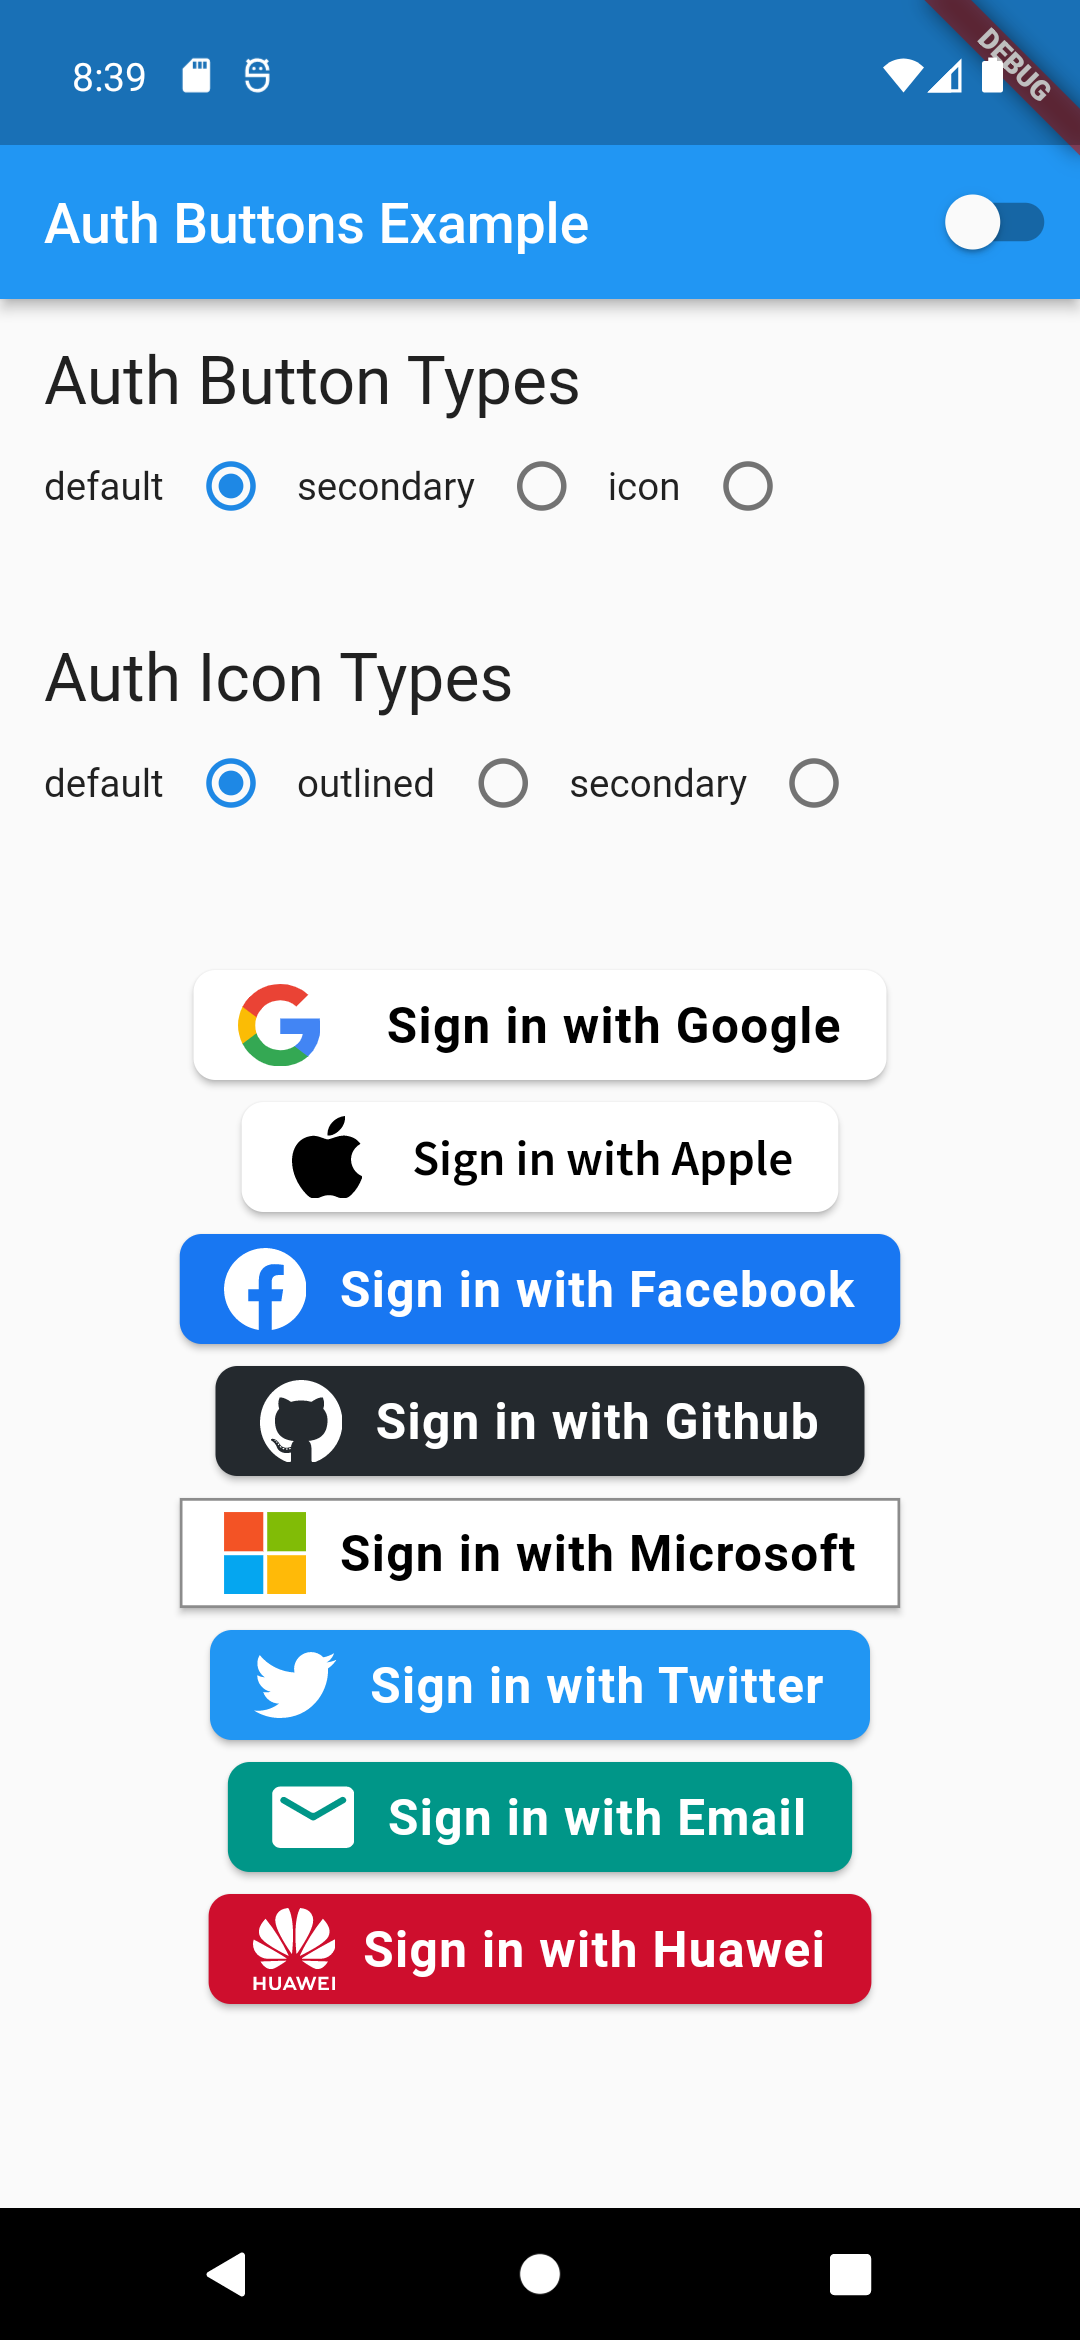 8:39
DEBUG
Auth Buttons Example
Auth Button Types
default secondary icon
Auth Icon Types
default outlined secondary
Sign in with Google
Sign in with Apple
Sign in with Facebook
Sign in with Github
Sign in with Microsoft
Sign in with Twitter
Sign in with Email
HUAWEI Sign in with Huawei